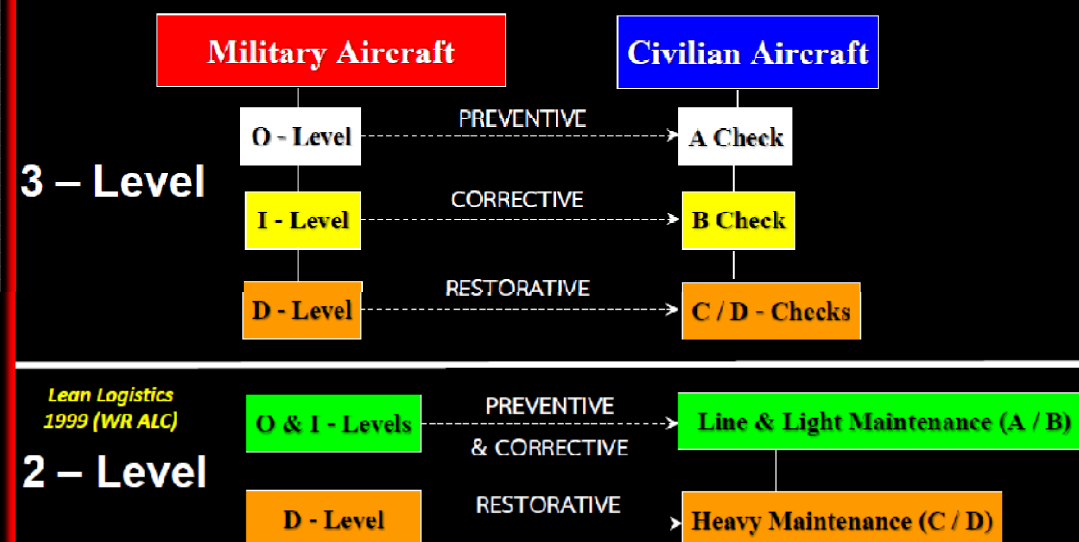 Military Aircraft
Civilian Aircraft
O - Level
PREVENTIVE
A Check
3 – Level
I - Level
CORRECTIVE
B Check
D - Level
RESTORATIVE
C / D - Checks
Lean Logistics
1999 (WR ALC)
2 – Level
O & I - Levels
PREVENTIVE
& CORRECTIVE
Line & Light Maintenance (A / B)
D - Level
RESTORATIVE
Heavy Maintenance (C / D)